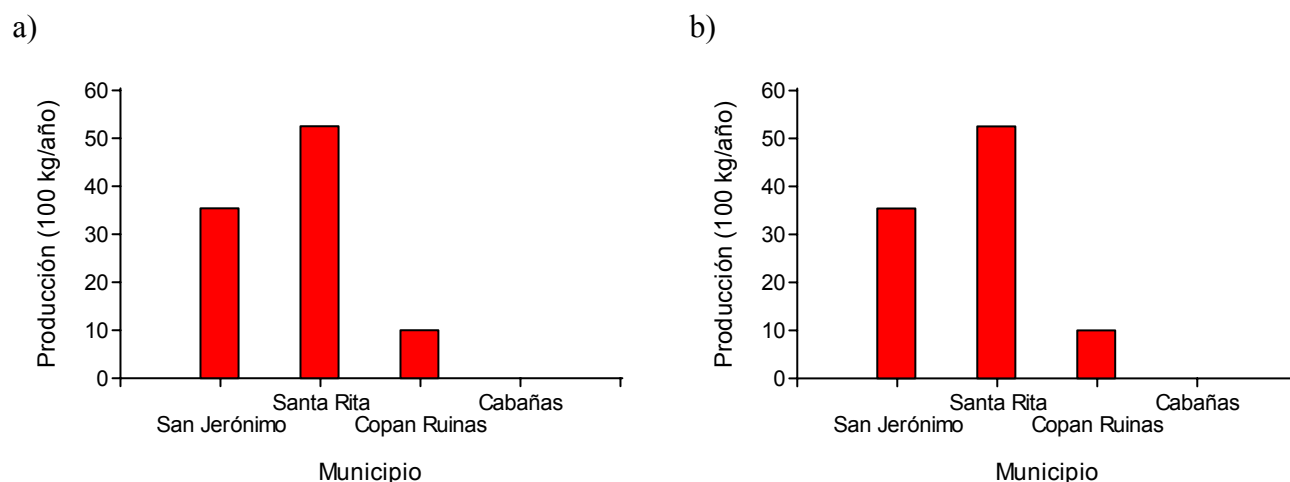 a)
60
50
40
30
20
10
0
Producción (100 kg/año)
Santa Rita
Cabañas
San Jerónimo
Copan Ruinas
Municipio
b)
60
50
40
30
20
10
0
Producción (100 kg/año)
Santa Rita
Cabañas
San Jerónimo
Copan Ruinas
Municipio